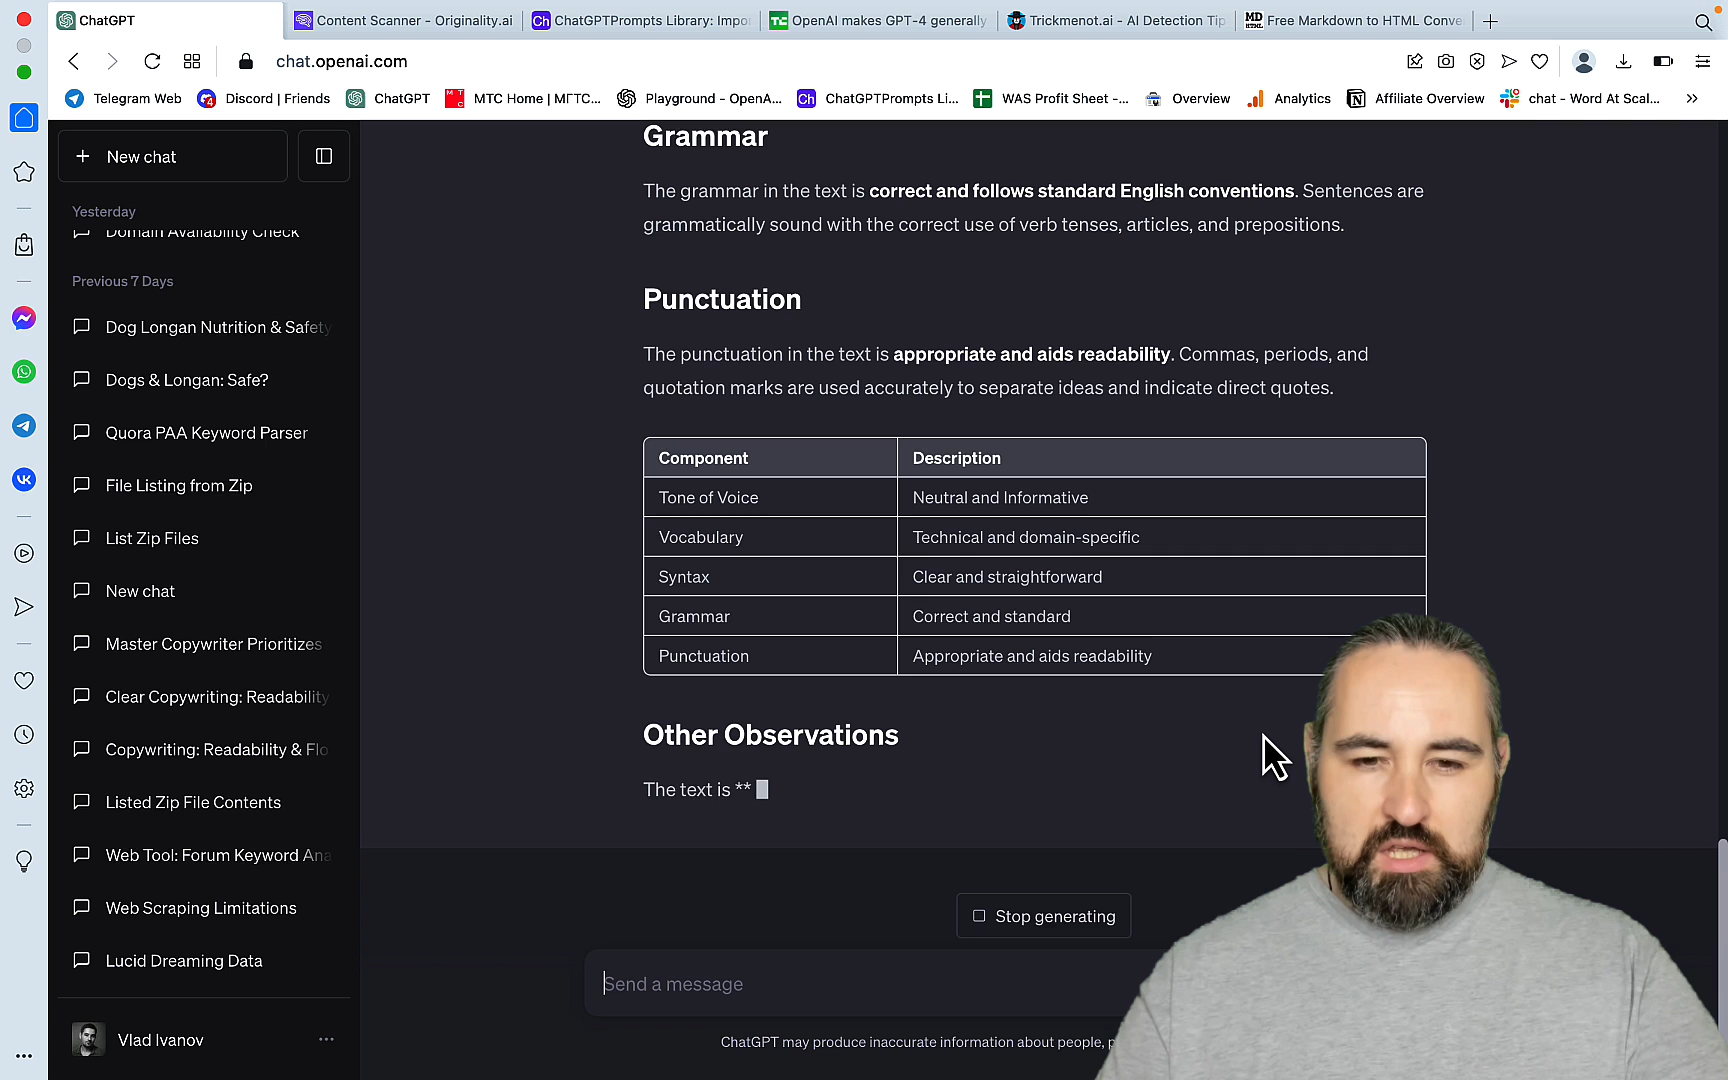 ChatGPT
Content Scanner - Originality.ai
ChatGPTPrompts Library: Impo
OpenAI makes GPT-4 generally
Trickmenot.ai - AI Detection Tip
Free Markdown to HTML Conve
chat.openai.com
Telegram Web
Discord | Friends
ChatGPT
МТС Home | МГТС...
Playground - OpenA...
ChatGPTPrompts Li...
WAS Profit Sheet -...
Overview
Analytics
Affiliate Overview
chat - Word At Scal...
New chat
Yesterday
Domain Availability Check
Previous 7 Days
Dog Longan Nutrition & Safety
Dogs & Longan: Safe?
Quora PAA Keyword Parser
File Listing from Zip
List Zip Files
New chat
Master Copywriter Prioritizes
Clear Copywriting: Readability
Copywriting: Readability & Flo
Listed Zip File Contents
Web Tool: Forum Keyword Ana
Web Scraping Limitations
Lucid Dreaming Data
Vlad Ivanov
Grammar
The grammar in the text is correct and follows standard English conventions. Sentences are
grammatically sound with the correct use of verb tenses, articles, and prepositions.
Punctuation
The punctuation in the text is appropriate and aids readability. Commas, periods, and
quotation marks are used accurately to separate ideas and indicate direct quotes.
Component Description
Tone of Voice Neutral and Informative
Vocabulary Technical and domain-specific
Syntax Clear and straightforward
Grammar Correct and standard
Punctuation Appropriate and aids readability
Other Observations
The text is **
Stop generating
Send a message
ChatGPT may produce inaccurate information about people, p